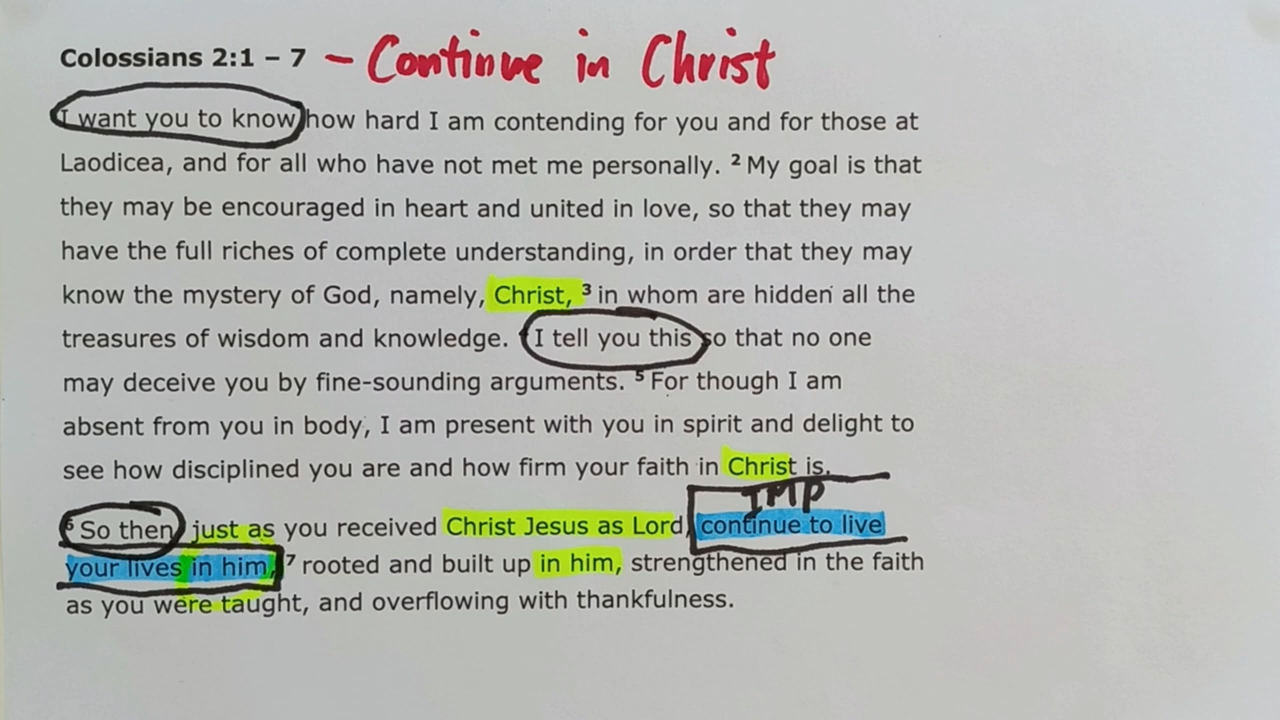 Colossians 2:1 – 7 – Continue in Christ
I want you to know how hard I am contending for you and for those at
Laodicea, and for all who have not met me personally. ² My goal is that
they may be encouraged in heart and united in love, so that they may
have the full riches of complete understanding, in order that they may
know the mystery of God, namely, Christ, ³ in whom are hidden all the
treasures of wisdom and knowledge. I tell you this so that no one
may deceive you by fine-sounding arguments. ⁵ For though I am
absent from you in body, I am present with you in spirit and delight to
see how disciplined you are and how firm your faith in Christ is.
IMP
⁶ So then just as you received Christ Jesus as Lord, continue to live
your lives in him, ⁷ rooted and built up in him, strengthened in the faith
as you were taught, and overflowing with thankfulness.